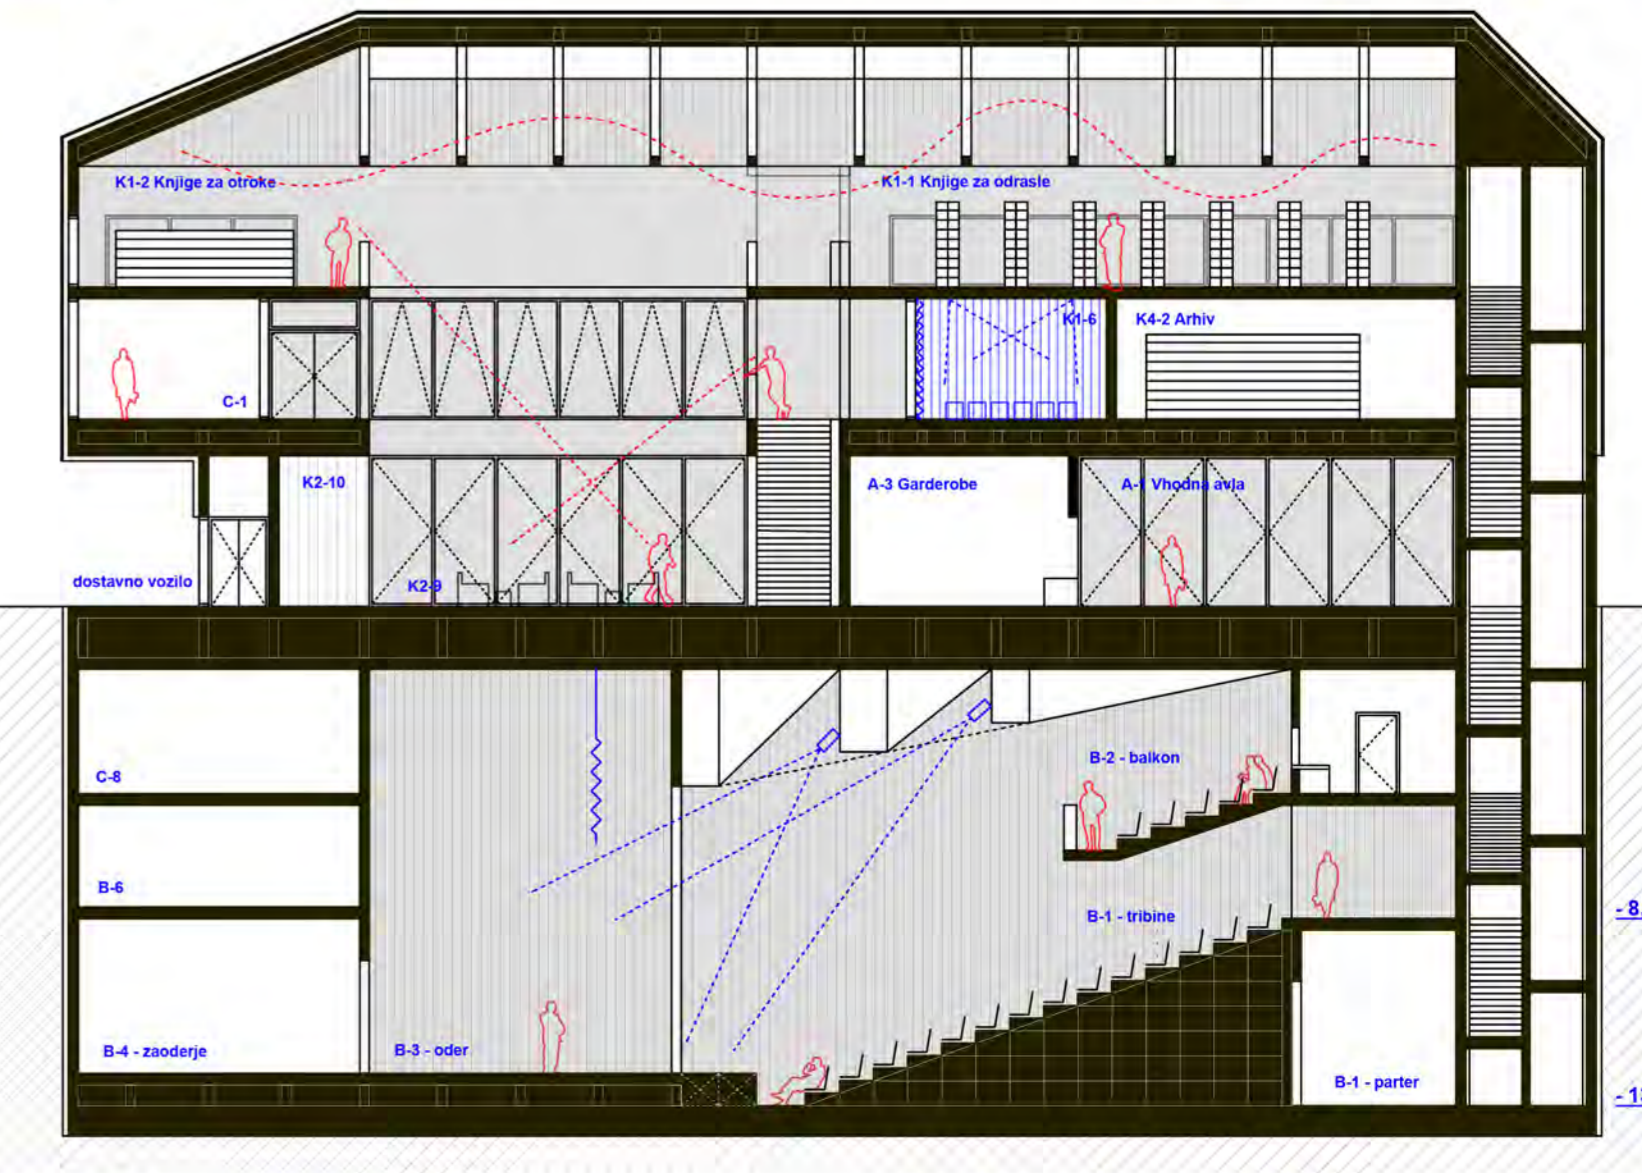 K1-2 Knjige za otroke
K1-1 Knjige za odrasle
K1-6
K4-2 Arhiv
C-1
K2-10
A-3 Garderobe
A-1 Vhodna avla
dostavno vozilo
K2-9
B-2 - balkon
C-8
B-6
B-1 - tribine
- 8.
B-4 - zaoderje
B-3 - oder
B-1 - parter